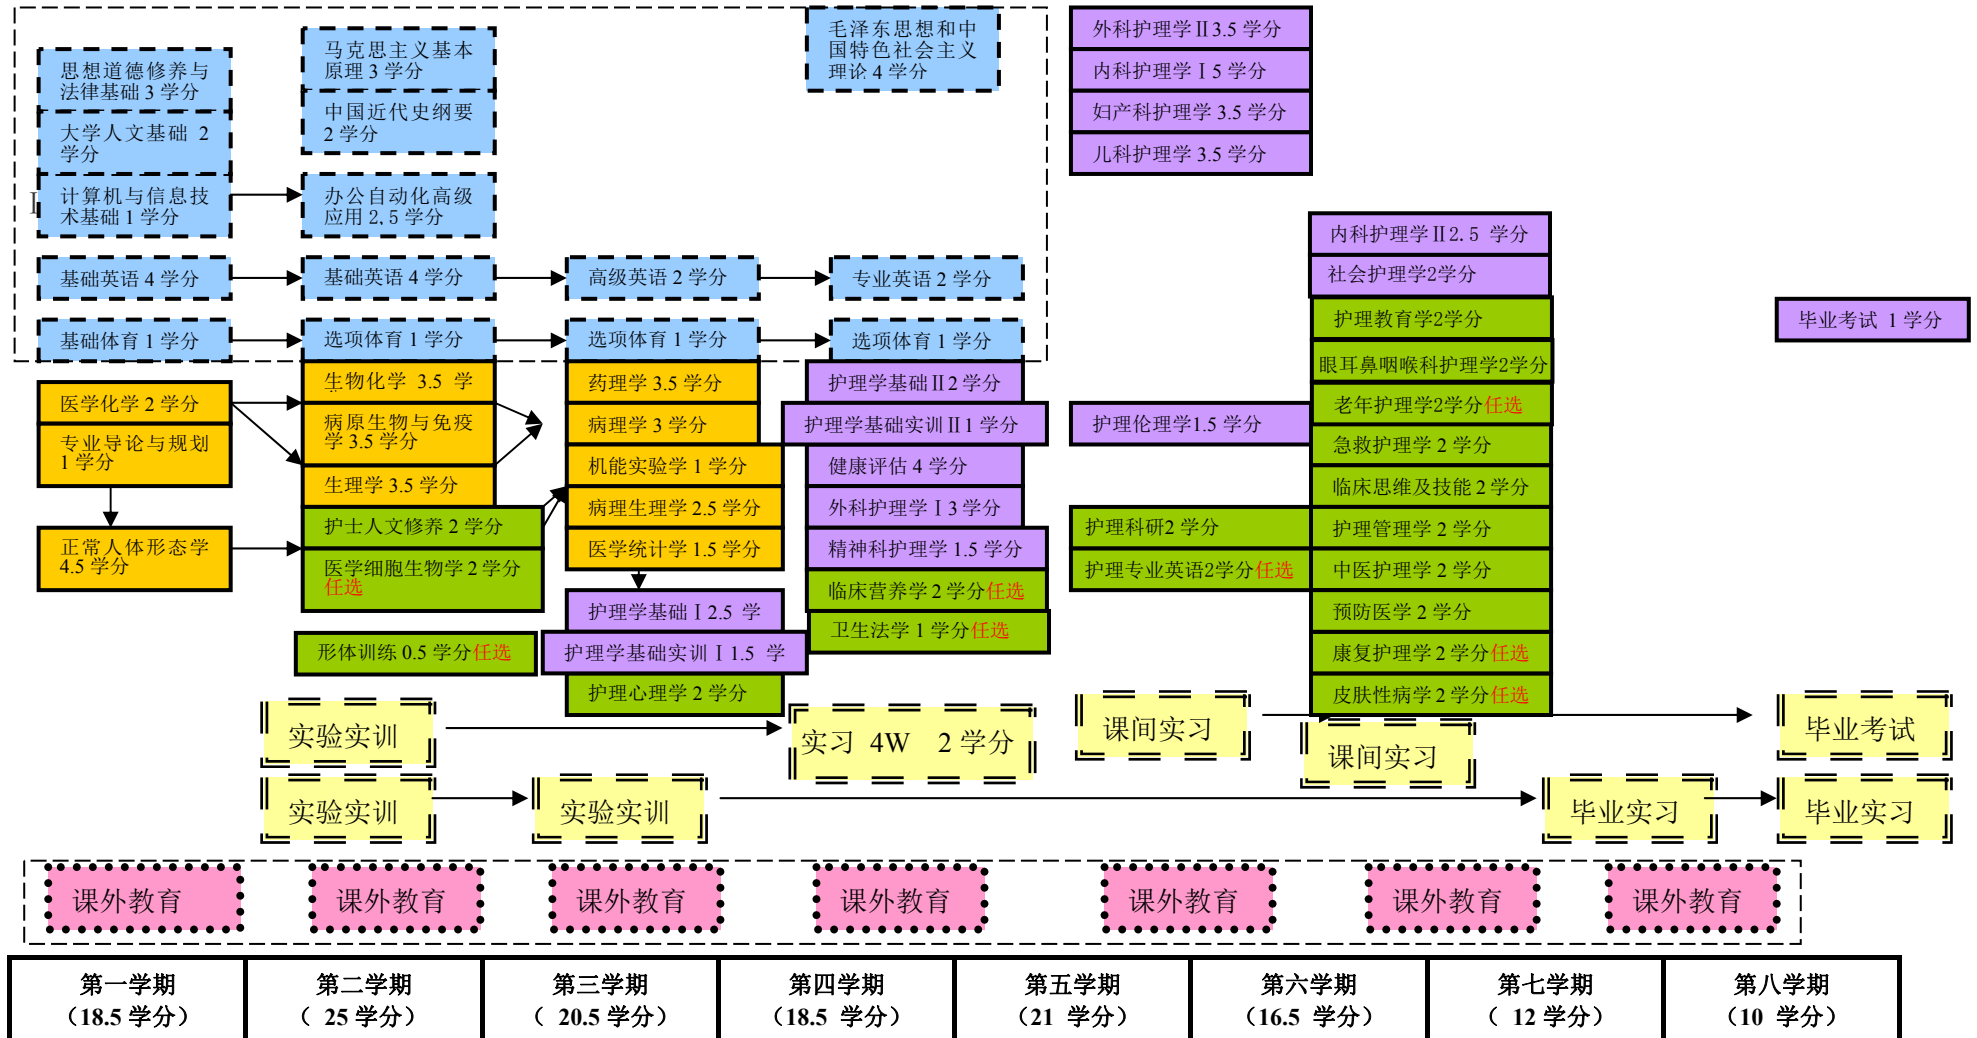 思想道德修养与
法律基础 3 学分
大学人文基础 2
学分
计算机与信息技
术基础 1 学分
基础英语 4 学分
基础体育 1 学分
医学化学 2 学分
专业导论与规划
1 学分
正常人体形态学
4.5 学分
马克思主义基本
原理 3 学分
中国近代史纲要
2 学分
办公自动化高级
应用 2,5 学分
基础英语 4 学分
选项体育 1 学分
生物化学 3.5 学
病原生物与免疫
学 3.5 学分
生理学 3.5 学分
护士人文修养 2 学分
医学细胞生物学 2 学分
任选
形体训练 0.5 学分任选
高级英语 2 学分
选项体育 1 学分
药理学 3.5 学分
病理学 3 学分
机能实验学 1 学分
病理生理学 2.5 学分
医学统计学 1.5 学分
护理学基础Ⅰ2.5 学
护理学基础实训Ⅰ1.5 学
护理心理学 2 学分
毛泽东思想和中
国特色社会主义
理论 4 学分
专业英语 2 学分
选项体育 1 学分
护理学基础Ⅱ2 学分
护理学基础实训Ⅱ1 学分
健康评估 4 学分
外科护理学Ⅰ3 学分
精神科护理学 1.5 学分
临床营养学 2 学分任选
卫生法学 1 学分任选
外科护理学Ⅱ3.5 学分
内科护理学Ⅰ5 学分
妇产科护理学 3.5 学分
儿科护理学 3.5 学分
护理伦理学1.5 学分
护理科研2 学分
护理专业英语2学分任选
内科护理学Ⅱ2.5 学分
社会护理学2学分
护理教育学2学分
眼耳鼻咽喉科护理学2学分
老年护理学2学分任选
急救护理学 2 学分
临床思维及技能 2 学分
护理管理学 2 学分
中医护理学 2 学分
预防医学 2 学分
康复护理学 2 学分任选
皮肤性病学 2 学分任选
毕业考试 1 学分
实验实训
实习 4W 2 学分
课间实习
课间实习
毕业考试
实验实训
实验实训
毕业实习
毕业实习
课外教育
课外教育
课外教育
课外教育
课外教育
课外教育
课外教育
第一学期
（18.5 学分）
第二学期
（ 25 学分）
第三学期
（ 20.5 学分）
第四学期
（18.5 学分）
第五学期
（21 学分）
第六学期
（16.5 学分）
第七学期
（ 12 学分）
第八学期
（10 学分）